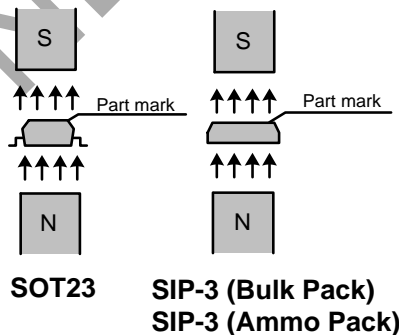 S
S
Part mark
Part mark
N
N
SOT23
SIP-3 (Bulk Pack)
SIP-3 (Ammo Pack)